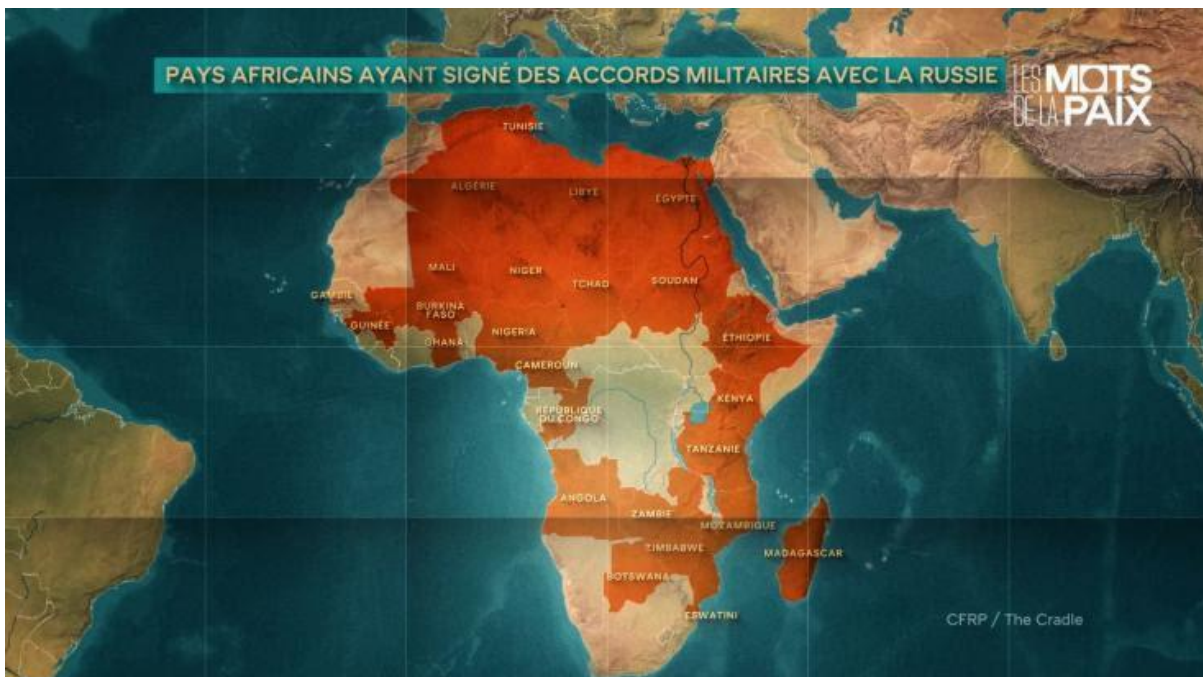 PAYS AFRICAINS AYANT SIGNÉ DES ACCORDS MILITAIRES AVEC LA RUSSIE
LES MOTS
DE LA PAIX
TUNISIE
ALGÉRIE
LIBYE
EGYPTE
MALI
NIGER
TCHAD
SOUDAN
GAMBIE
GUINÉE
BURKINA
FASO
GHANA
NIGERIA
ÉTHIOPIE
CAMEROUN
KENYA
RÉPUBLIQUE
DU CONGO
TANZANIE
ANGOLA
ZAMBIE
MOZAMBIQUE
ZIMBABWE
MADAGASCAR
BOTSWANA
ESWATINI
CFRP / The Cradle